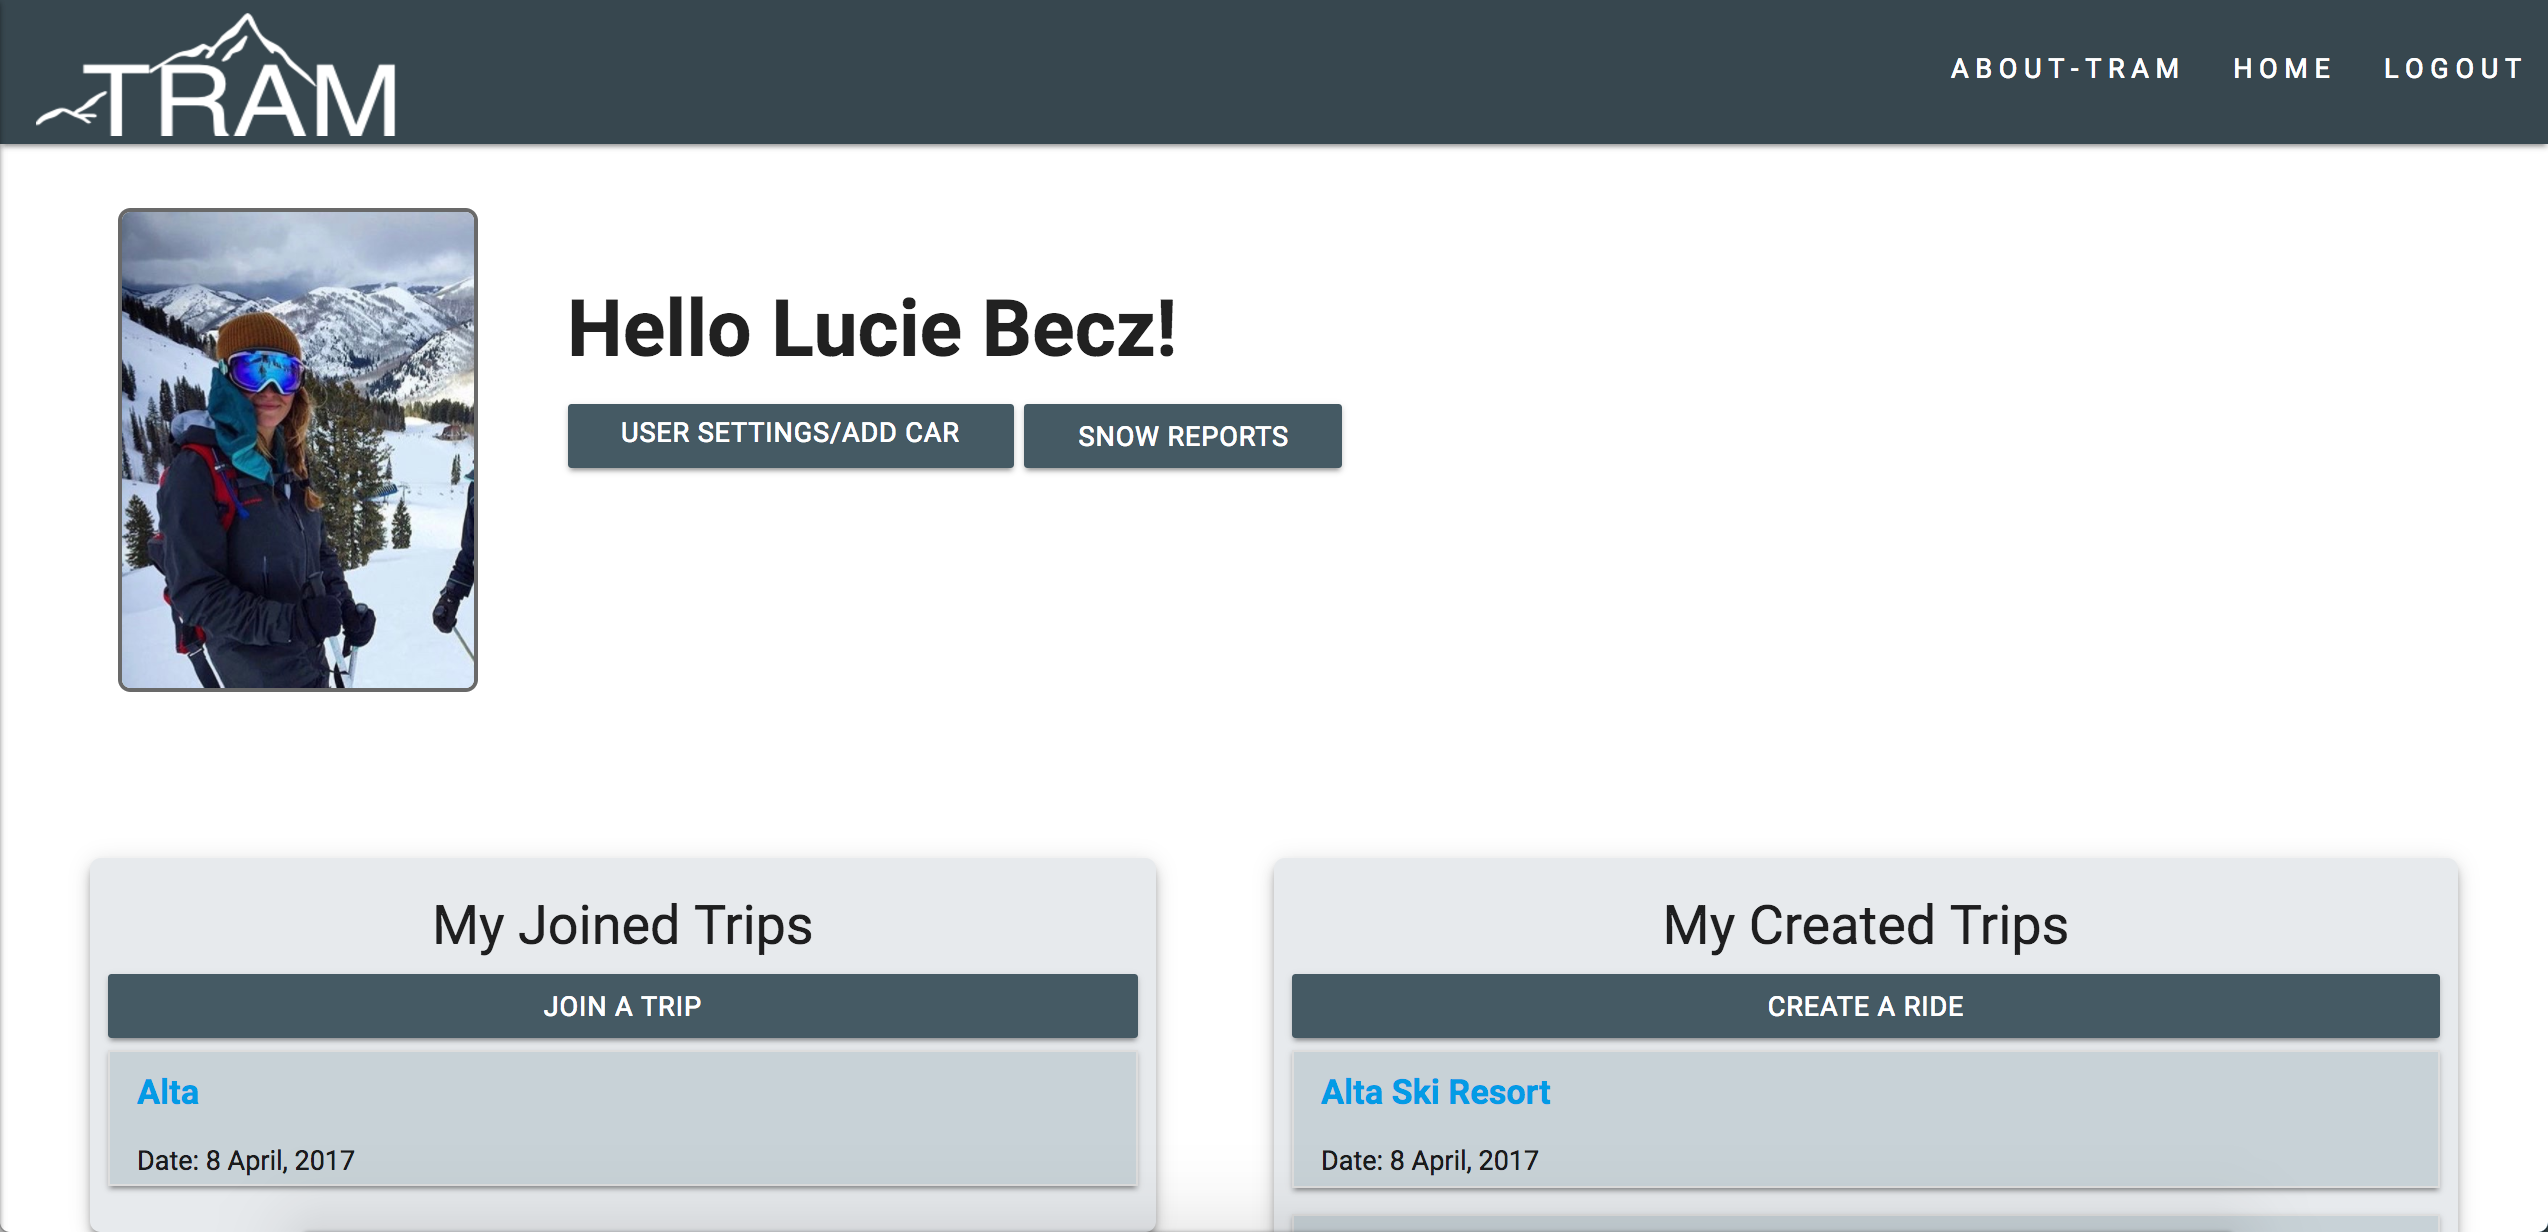 TRAM
ABOUT-TRAM HOME LOGOUT
Hello Lucie Becz!
USER SETTINGS/ADD CAR
SNOW REPORTS
My Joined Trips
JOIN A TRIP
Alta
Date: 8 April, 2017
My Created Trips
CREATE A RIDE
Alta Ski Resort
Date: 8 April, 2017